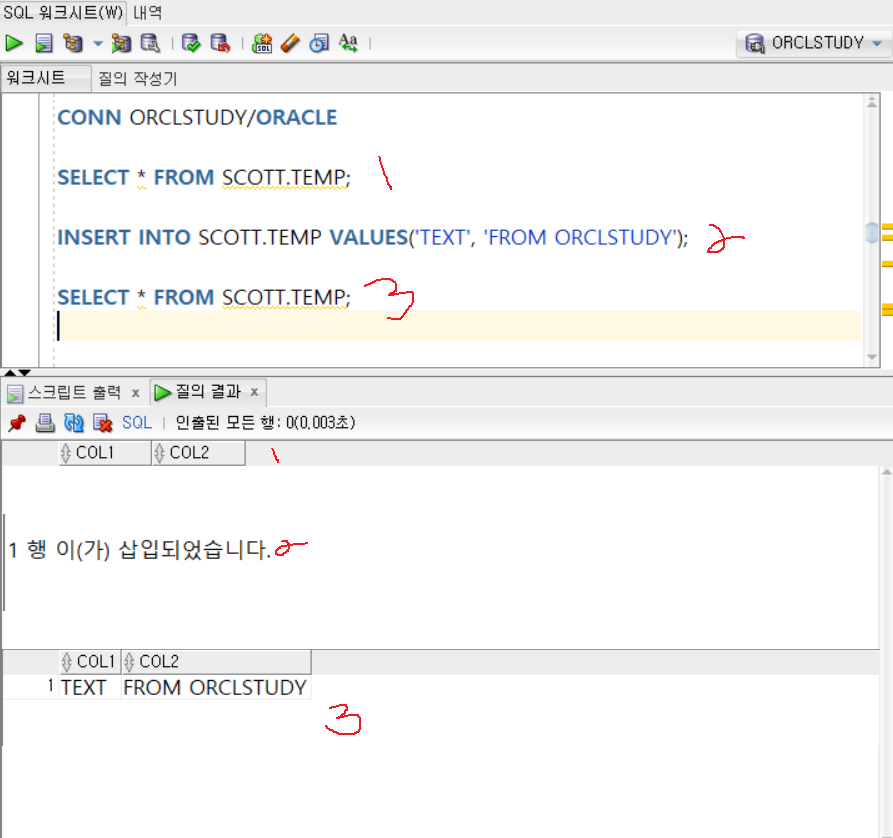 SQL 워크시트(W) 내역
ORCLSTUDY
워크시트 질의 작성기
CONN ORCLSTUDY/ORACLE
SELECT * FROM SCOTT.TEMP; 1
INSERT INTO SCOTT.TEMP VALUES('TEXT', 'FROM ORCLSTUDY'); 2
SELECT * FROM SCOTT.TEMP; 3
스크립트 출력 x 질의 결과 x
SQL 인출된 모든 행: 0(0,003초)
COL1 COL2 1
1 행 이(가) 삽입되었습니다. 2
COL1 COL2
1 TEXT FROM ORCLSTUDY
3